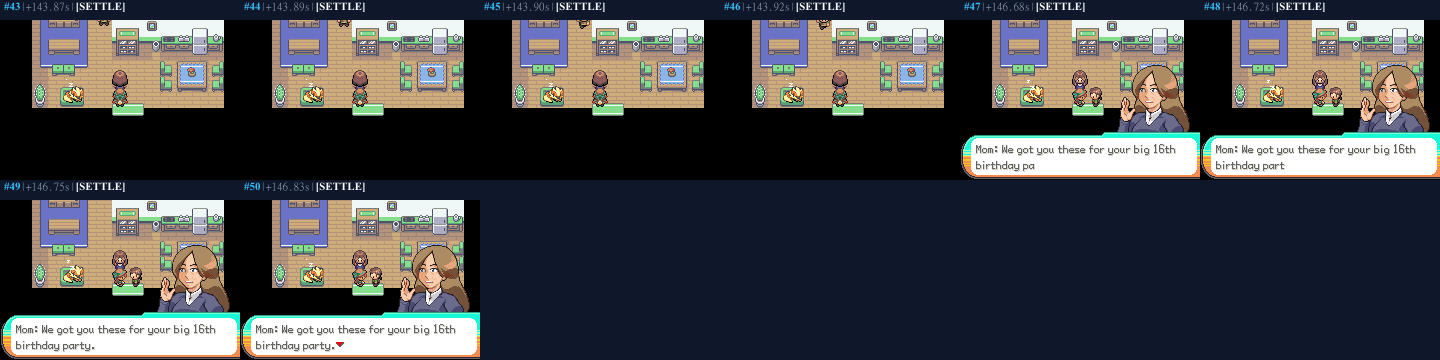 #43|+143.87s|[SETTLE]
#44|+143.89s|[SETTLE]
#45|+143.90s|[SETTLE]
#46|+143.92s|[SETTLE]
#47|+146.68s|[SETTLE]
#48|+146.72s|[SETTLE]
Mom: We got you these for your big 16th
birthday pa
Mom: We got you these for your big 16th
birthday part
#49|+146.75s|[SETTLE]
#50|+146.83s|[SETTLE]
Mom: We got you these for your big 16th
birthday party.
Mom: We got you these for your big 16th
birthday party.